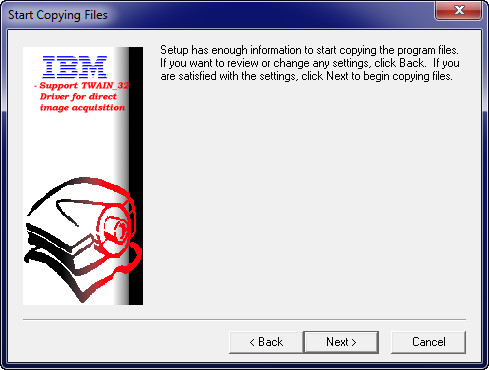 Start Copying Files
IBM
- Support TWAIN_32
Driver for direct
image acquisition
Setup has enough information to start copying the program files.
If you want to review or change any settings, click Back.  If you
are satisfied with the settings, click Next to begin copying files.
< Back
Next >
Cancel